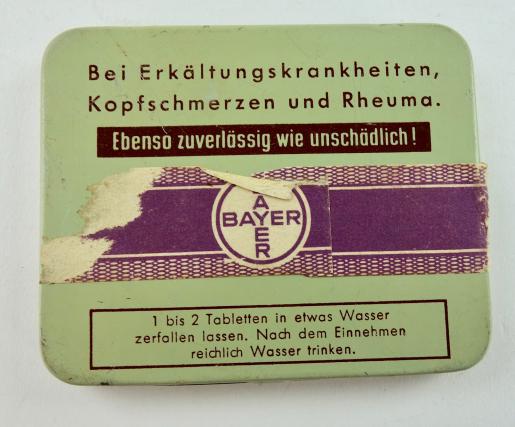 Bei Erkältungskrankheiten,
Kopfschmerzen und Rheuma.
Ebenso zuverlässig wie unschädlich!
BAYER
1 bis 2 Tabletten in etwas Wasser
zerfallen lassen. Nach dem Einnehmen
reichlich Wasser trinken.